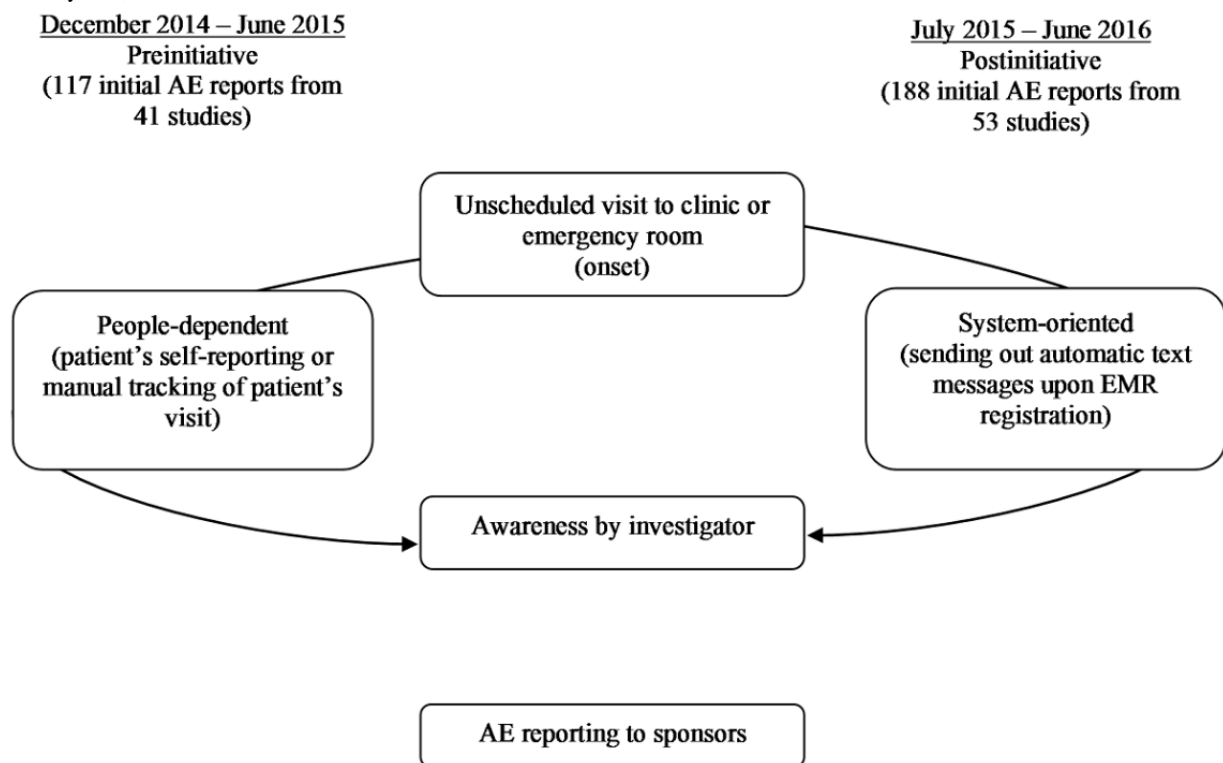 December 2014 – June 2015
Preinitiative
(117 initial AE reports from
41 studies)
July 2015 – June 2016
Postinitiative
(188 initial AE reports from
53 studies)
Unscheduled visit to clinic or
emergency room
(onset)
People-dependent
(patient’s self-reporting or
manual tracking of patient’s
visit)
System-oriented
(sending out automatic text
messages upon EMR
registration)
Awareness by investigator
AE reporting to sponsors